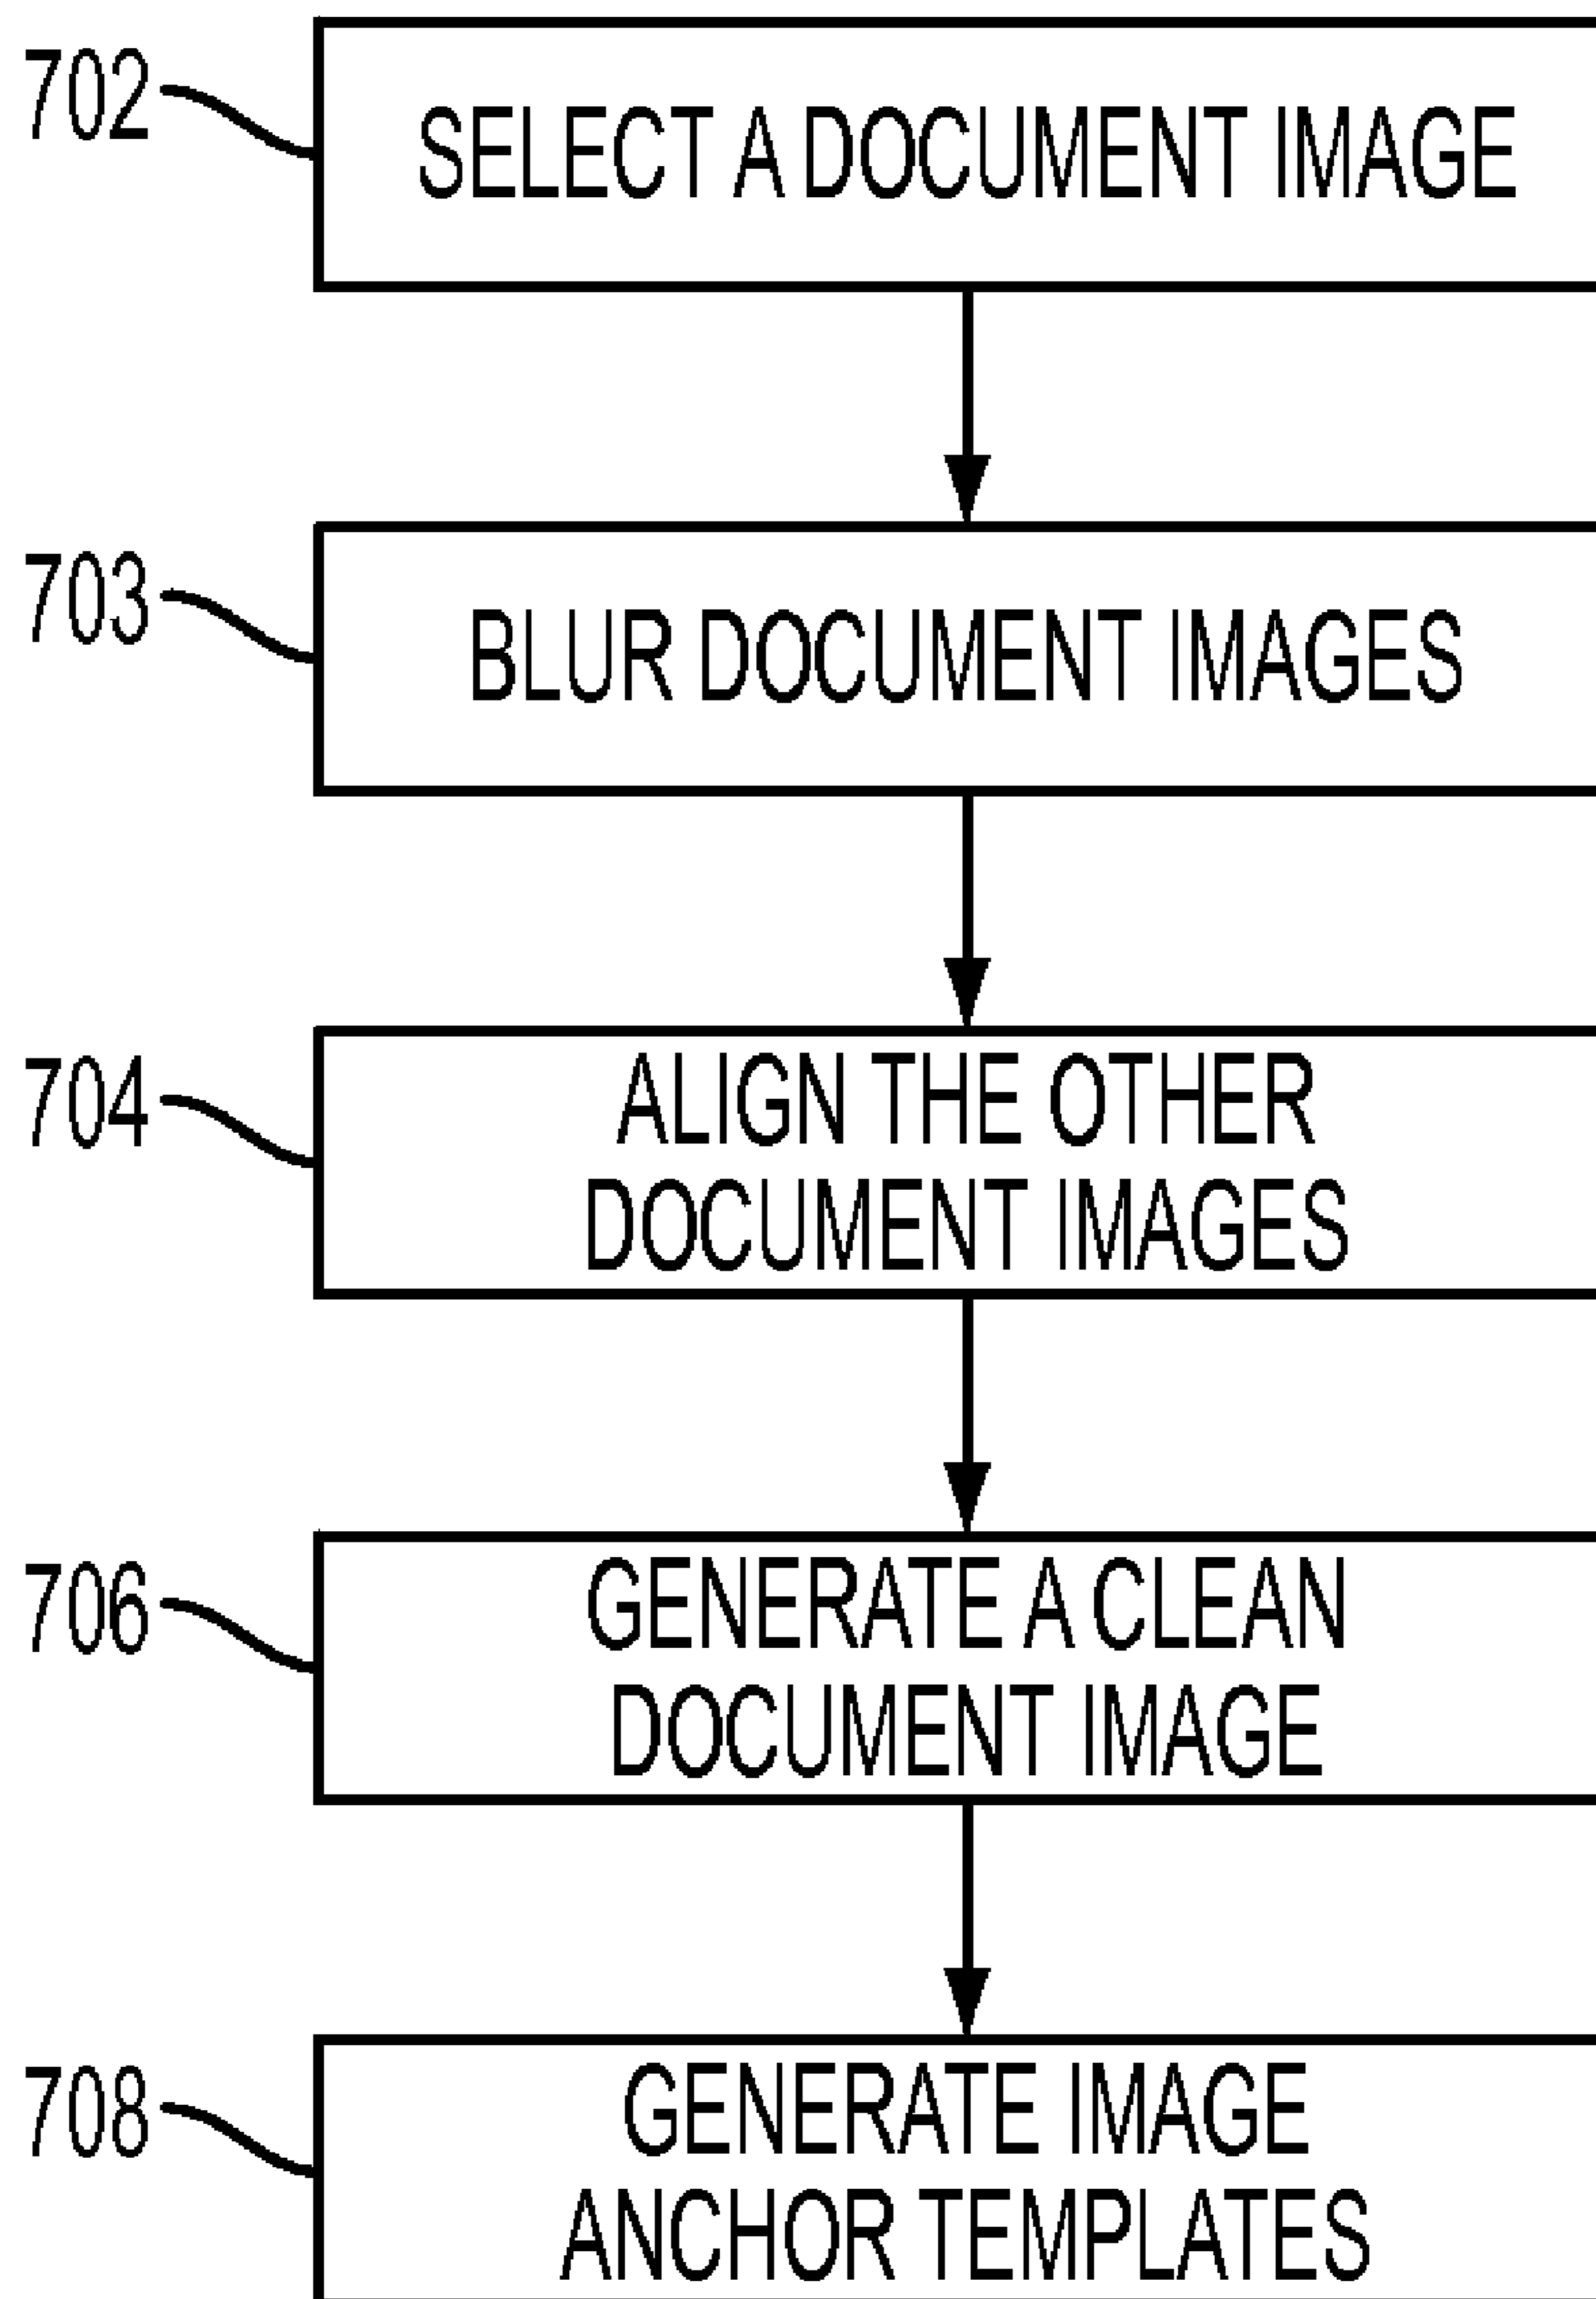 702
SELECT A DOCUMENT IMAGE
703
BLUR DOCUMENT IMAGES
704
ALIGN THE OTHER
DOCUMENT IMAGES
706
GENERATE A CLEAN
DOCUMENT IMAGE
708
GENERATE IMAGE
ANCHOR TEMPLATES